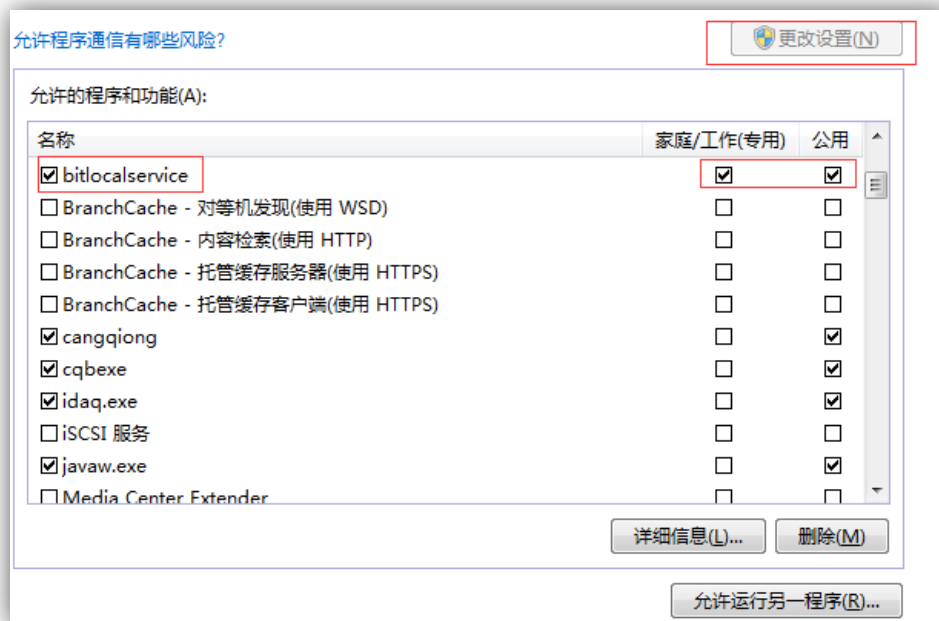 允许程序通信有哪些风险?
更改设置(N)
允许的程序和功能(A):
名称 家庭/工作(专用) 公用
bitlocalservice
BranchCache - 对等机发现(使用 WSD)
BranchCache - 内容检索(使用 HTTP)
BranchCache - 托管缓存服务器(使用 HTTPS)
BranchCache - 托管缓存客户端(使用 HTTPS)
cangqiong
cqbexe
idaq.exe
iSCSI 服务
javaw.exe
Media Center Extender
详细信息(L)... 删除(M)
允许运行另一程序(R)...